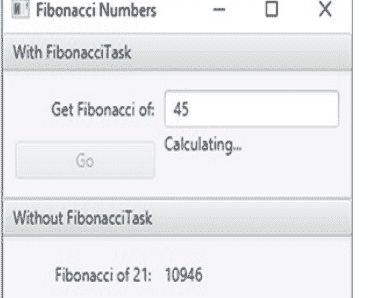 Fibonacci Numbers
With FibonacciTask
Get Fibonacci of: 45
Go Calculating...
Without FibonacciTask
Fibonacci of 21: 10946